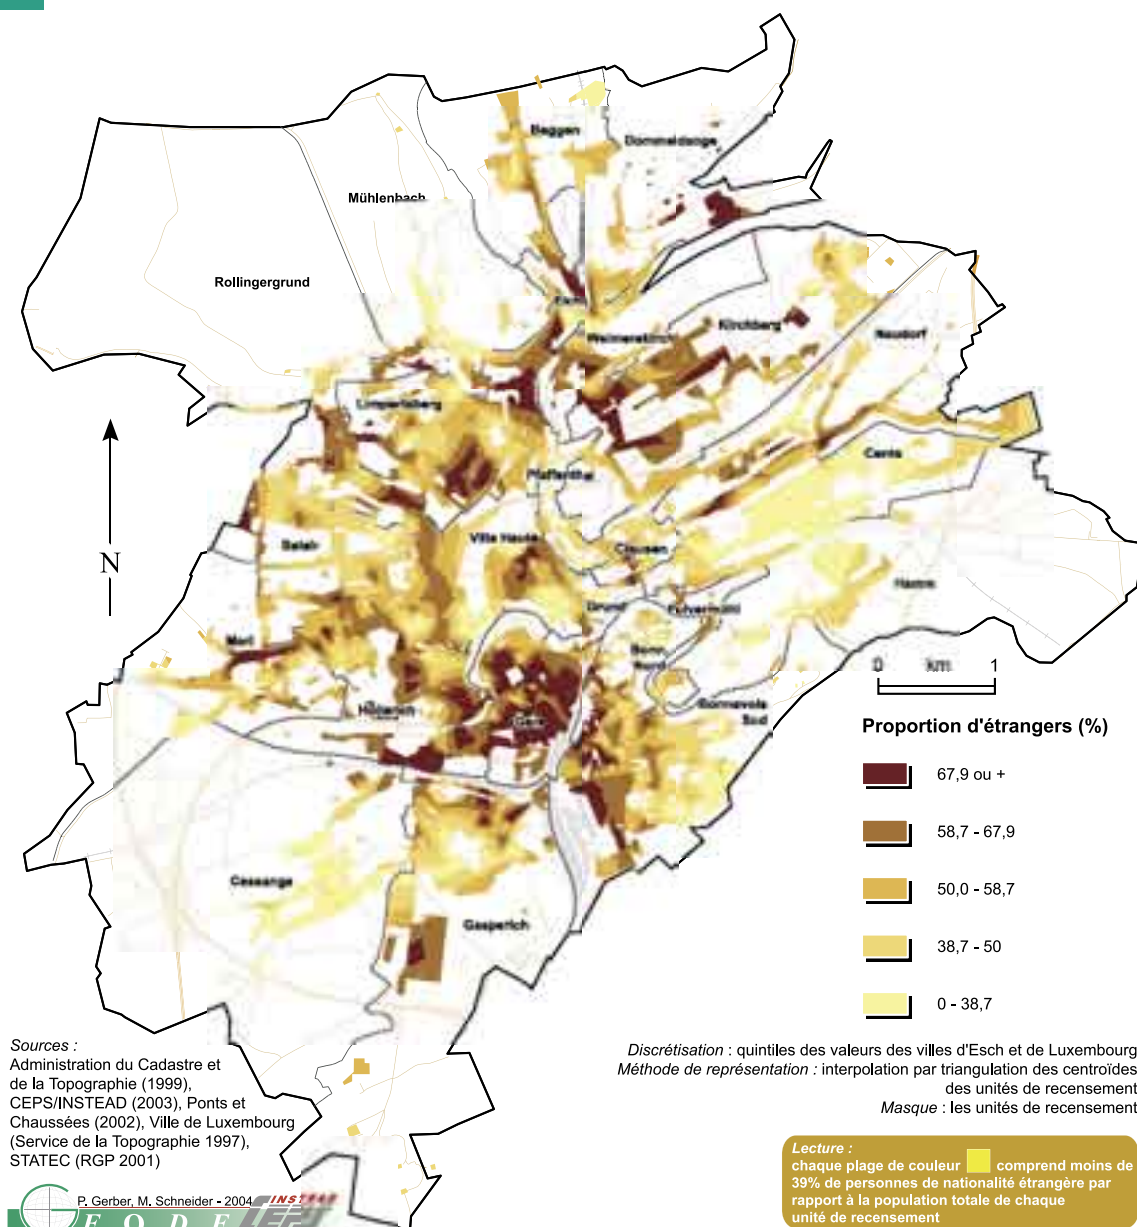 Beggen
Dommeldange
Mühlenbach
Rollingergrund
Eich
Weimerskirch
Kirchberg
Neudorf
Limpertsberg
Cents
Pfaffenthal
Ville Haute
Clausen
Belair
N
Hamm
Grund
Pulvermühl
Merl
Bonnevoie
Sud
0 km 1
Hollerich
Gare
Proportion d'étrangers (%)
67,9 ou +
58,7 - 67,9
50,0 - 58,7
38,7 - 50
0 - 38,7
Cessange
Gasperich
Sources :
Administration du Cadastre et
de la Topographie (1999),
CEPS/INSTEAD (2003), Ponts et
Chaussées (2002), Ville de Luxembourg
(Service de la Topographie 1997),
STATEC (RGP 2001)
Discrétisation : quintiles des valeurs des villes d'Esch et de Luxembourg
Méthode de représentation : interpolation par triangulation des centroïdes
des unités de recensement
Masque : les unités de recensement
Lecture :
chaque plage de couleur comprend moins de
39% de personnes de nationalité étrangère par
rapport à la population totale de chaque
unité de recensement
P. Gerber, M. Schneider - 2004
INSTEAD
G E O D E